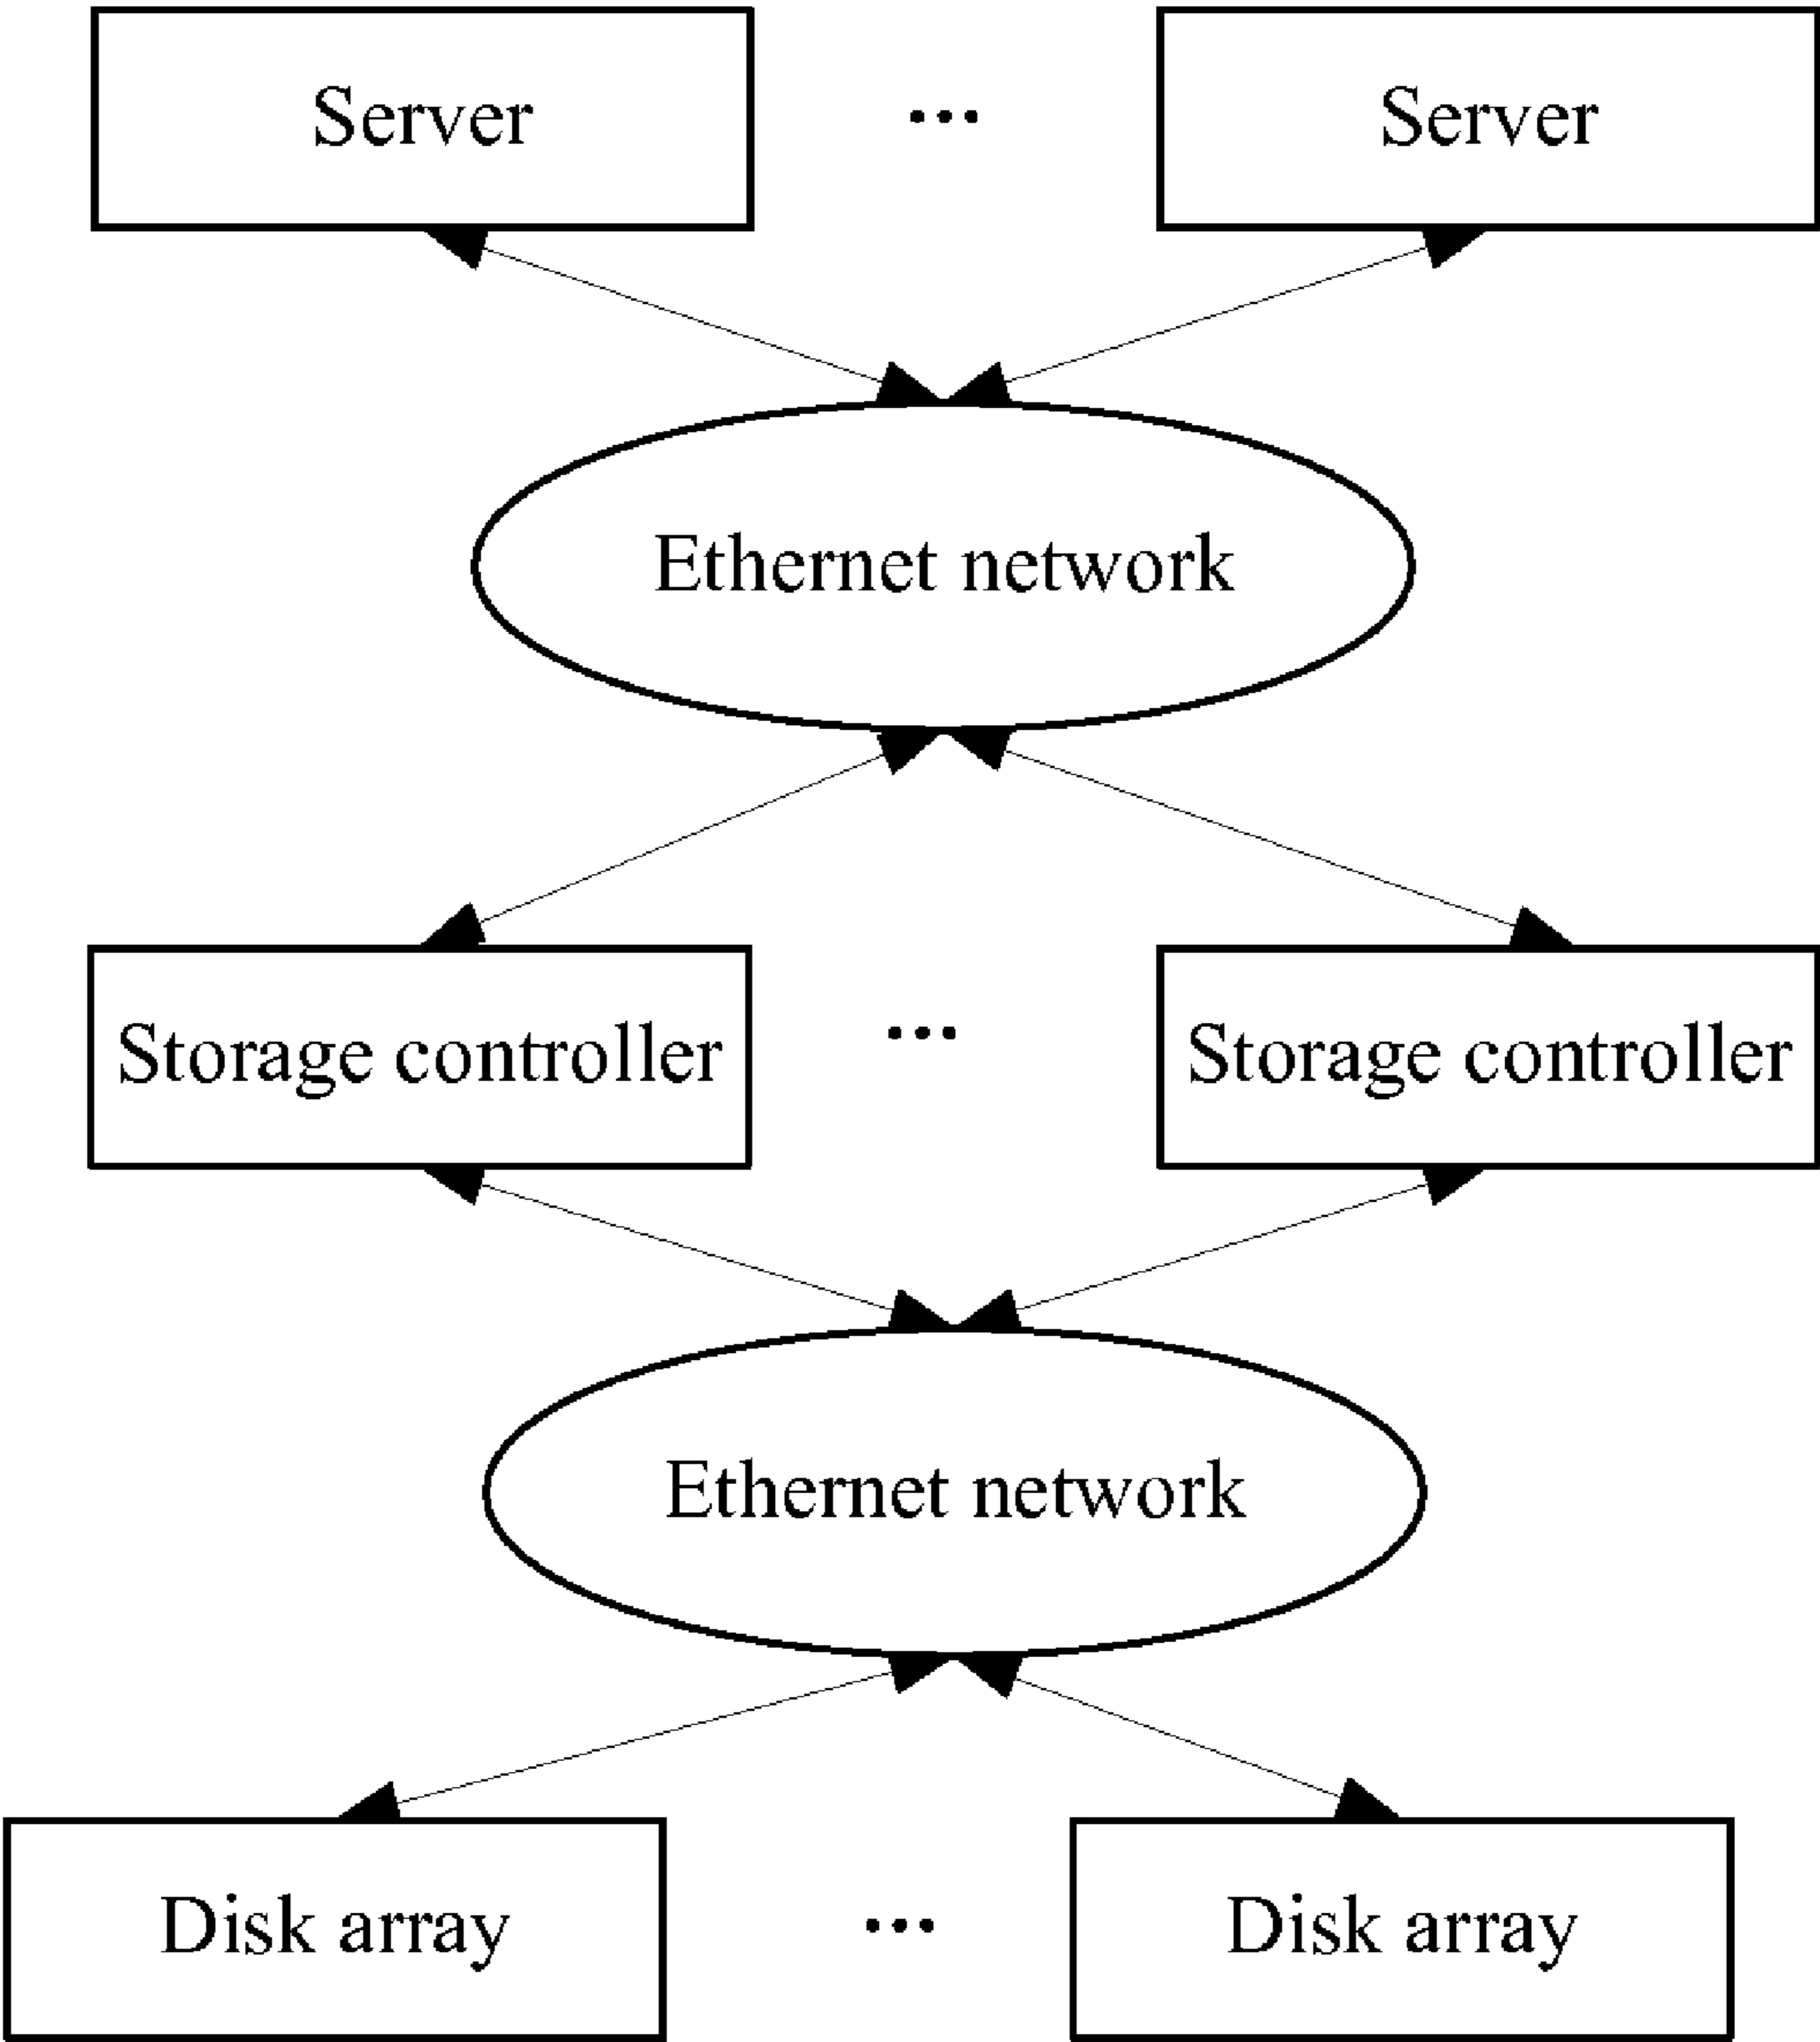 Server
...
Server
Ethernet network
Storage controller
...
Storage controller
Ethernet network
Disk array
...
Disk array